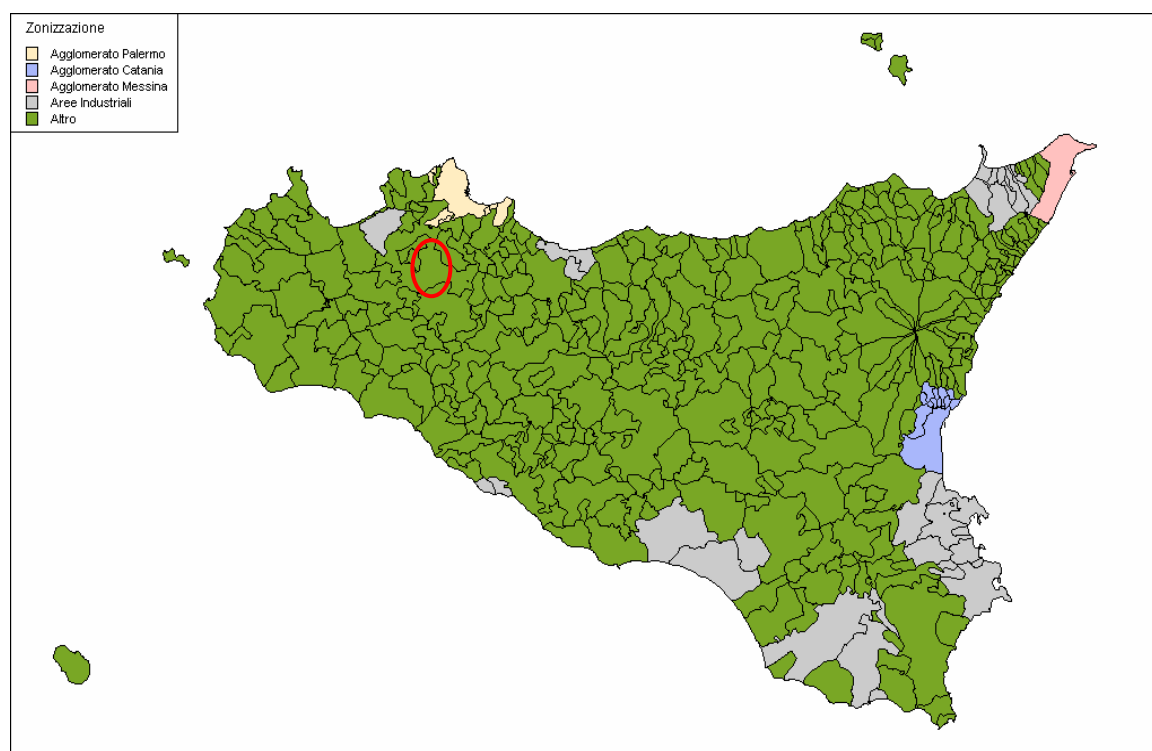 Zonizzazione
Agglomerato Palermo
Agglomerato Catania
Agglomerato Messina
Aree Industriali
Altro